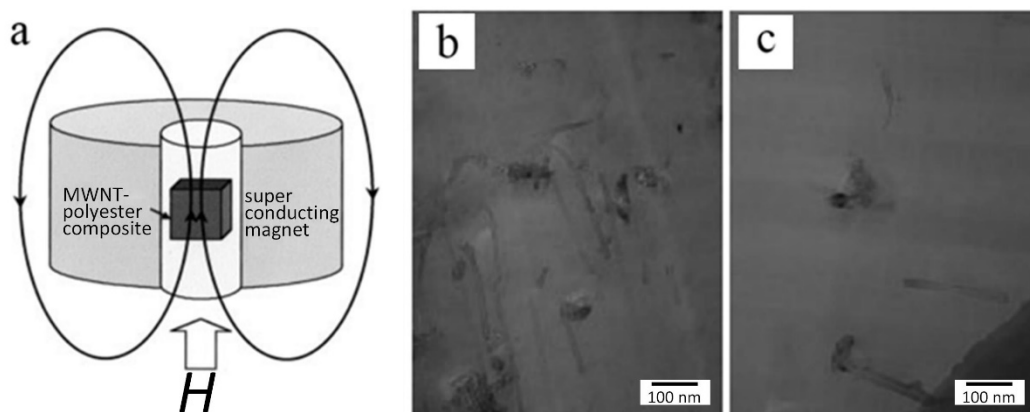 a
MWNT-
polyester
composite
super
conducting
magnet
H
b
100 nm
c
100 nm